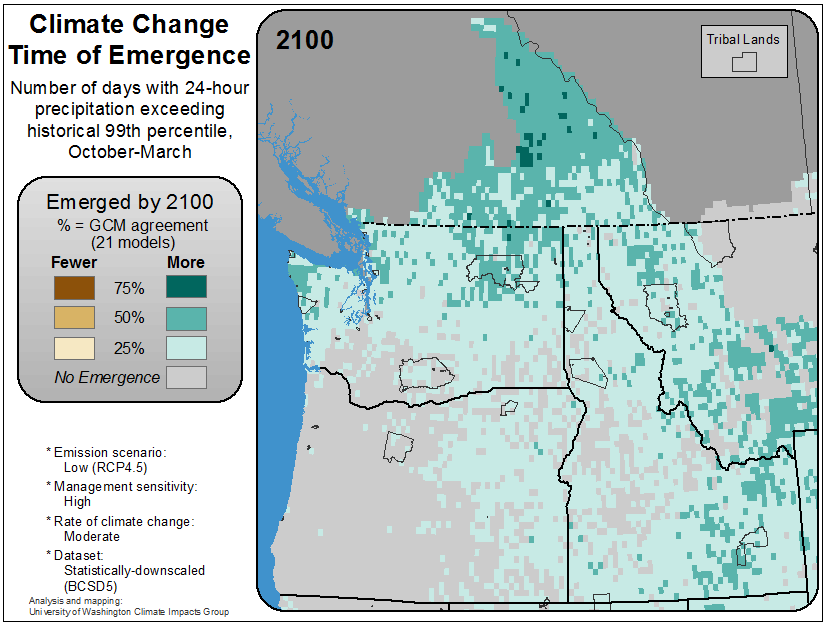 Climate Change
Time of Emergence
Number of days with 24-hour
precipitation exceeding
historical 99th percentile,
October-March
Emerged by 2100
% = GCM agreement
(21 models)
Fewer More
75%
50%
25%
No Emergence
* Emission scenario:
Low (RCP4.5)
* Management sensitivity:
High
* Rate of climate change:
Moderate
* Dataset:
Statistically-downscaled
(BCSD5)
Analysis and mapping:
University of Washington Climate Impacts Group
2100
Tribal Lands